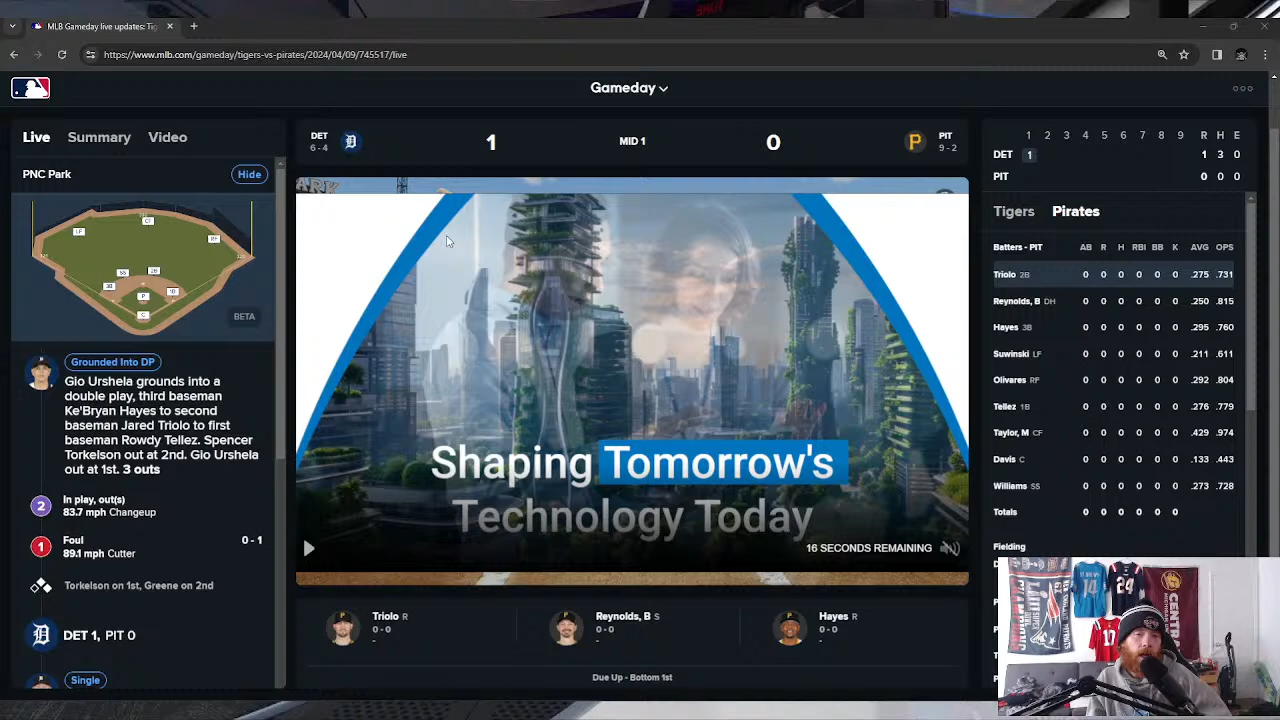 MLB Gameday live updates: Tig
https://www.mlb.com/gameday/tigers-vs-pirates/2024/04/09/745517/live
Gameday
Live Summary Video
PNC Park
Hide
LF
CF
RF
SS
2B
3B
1B
P
C
BETA
Grounded Into DP
Gio Urshela grounds into a
double play, third baseman
Ke'Bryan Hayes to second
baseman Jared Triolo to first
baseman Rowdy Tellez. Spencer
Torkelson out at 2nd. Gio Urshela
out at 1st. 3 outs
2
In play, out(s)
83.7 mph Changeup
1
Foul 0 - 1
89.1 mph Cutter
Torkelson on 1st, Greene on 2nd
DET 1, PIT 0
Single
DET
6 - 4
1
MID 1
0
PIT
9 - 2
Shaping Tomorrow's
Technology Today
16 SECONDS REMAINING
Triolo R
0 - 0
-
Reynolds, B S
0 - 0
-
Hayes R
0 - 0
-
Due Up - Bottom 1st
1 2 3 4 5 6 7 8 9 R H E
DET 1 1 3 0
PIT 0 0 0
Tigers Pirates
Batters - PIT AB R H RBI BB K AVG OPS
Triolo 2B 0 0 0 0 0 0 .275 .731
Reynolds, B DH 0 0 0 0 0 0 .250 .815
Hayes 3B 0 0 0 0 0 0 .295 .760
Suwinski LF 0 0 0 0 0 0 .211 .611
Olivares RF 0 0 0 0 0 0 .292 .804
Tellez 1B 0 0 0 0 0 0 .276 .779
Taylor, M CF 0 0 0 0 0 0 .429 .974
Davis C 0 0 0 0 0 0 .133 .443
Williams SS 0 0 0 0 0 0 .273 .728
Totals 0 0 0 0 0 0
Fielding
14
24
10